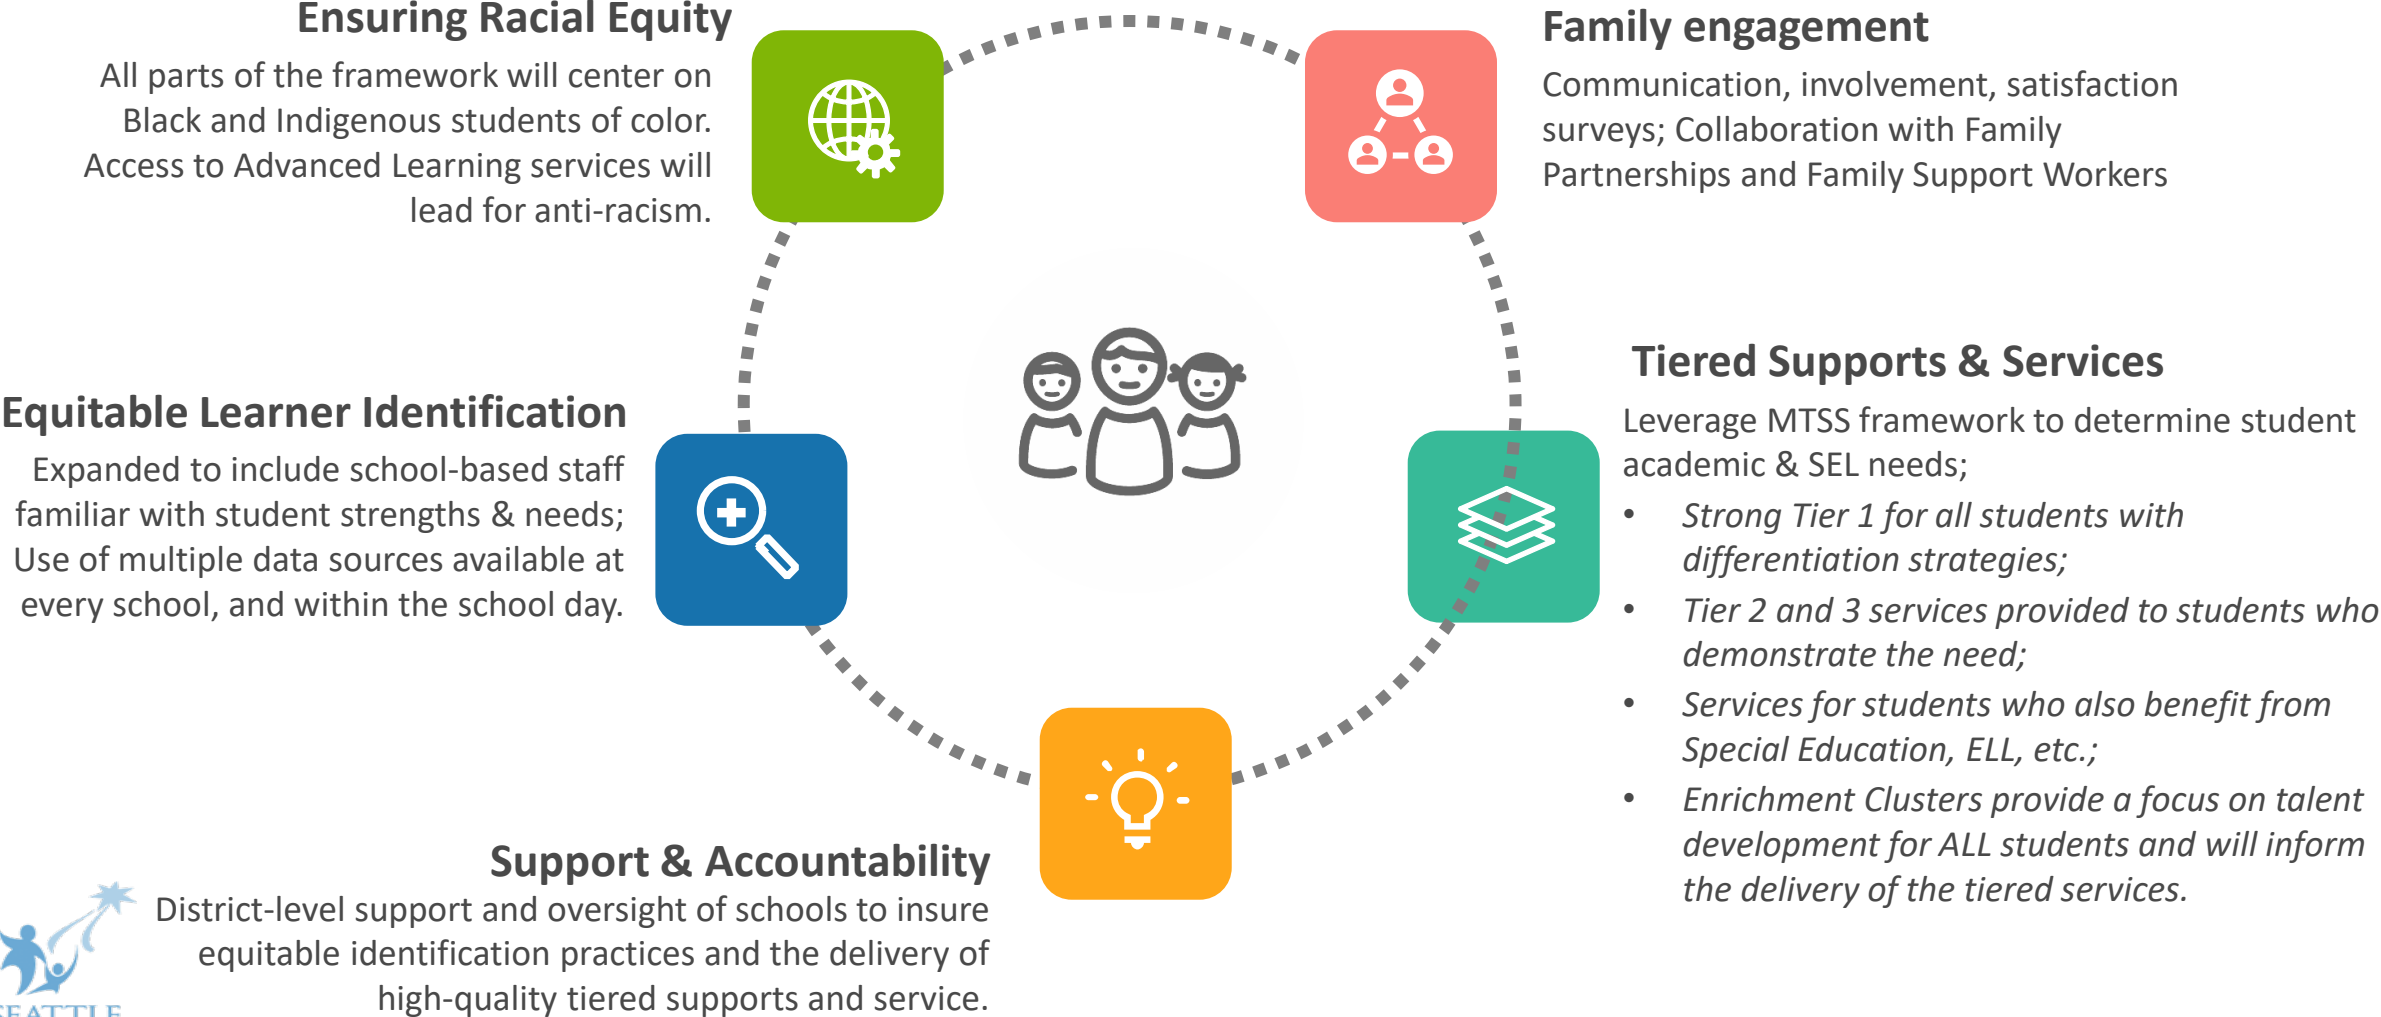 Ensuring Racial Equity
All parts of the framework will center on
Black and Indigenous students of color.
Access to Advanced Learning services will
lead for anti-racism.
Family engagement
Communication, involvement, satisfaction
surveys; Collaboration with Family
Partnerships and Family Support Workers
Equitable Learner Identification
Expanded to include school-based staff
familiar with student strengths & needs;
Use of multiple data sources available at
every school, and within the school day.
Tiered Supports & Services
Leverage MTSS framework to determine student
academic & SEL needs;
• Strong Tier 1 for all students with
differentiation strategies;
• Tier 2 and 3 services provided to students who
demonstrate the need;
• Services for students who also benefit from
Special Education, ELL, etc.;
• Enrichment Clusters provide a focus on talent
development for ALL students and will inform
the delivery of the tiered services.
Support & Accountability
District-level support and oversight of schools to insure
equitable identification practices and the delivery of
high-quality tiered supports and service.
SEATTLE